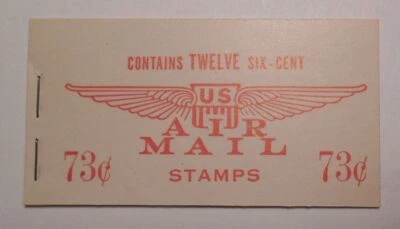 CONTAINS TWELVE SIX-CENT
US
AIR
MAIL
73¢ STAMPS 73¢